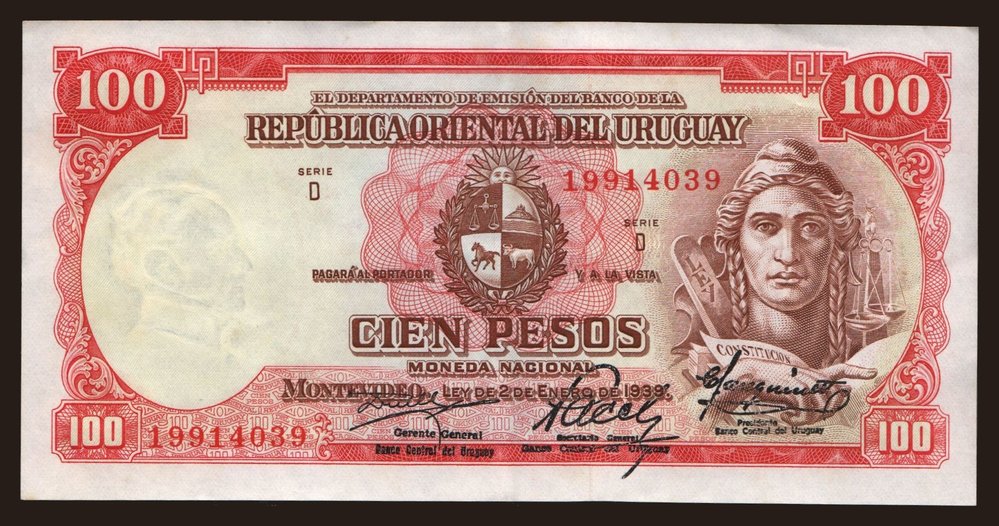 100
100
EL DEPARTAMENTO DE EMISIÓN DEL BANCO DE LA
REPÚBLICA ORIENTAL DEL URUGUAY
SERIE
D
19914039
SERIE
D
LEY
PAGARÁ AL PORTADOR
Y A LA VISTA
CIEN PESOS
CONSTITUCION
MONEDA NACIONAL
MONTEVIDEO, LEY DE 2 DE ENERO DE 1939.
100
19914039
Gerente General
Banco Central del Uruguay
Secretario General
Banco Central del Uruguay
Presidente
Banco Central del Uruguay
100